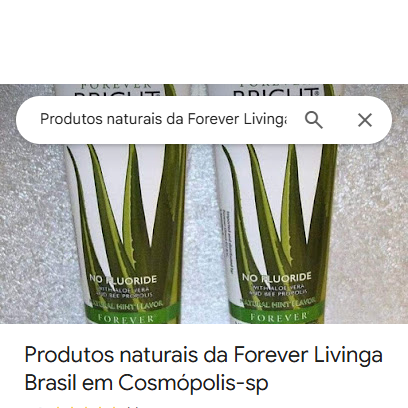 FOREVER FOREVER
BRIGHT BRIGHT
Produtos naturais da Forever Livinga
NO FLUORIDE
WITH ALOE VERA
AND BEE PROPOLIS
NATURAL MINT FLAVOR
FOREVER
NO FLUORIDE
WITH ALOE VERA
AND BEE PROPOLIS
NATURAL MINT FLAVOR
FOREVER
Produtos naturais da Forever Livinga
Brasil em Cosmópolis-sp